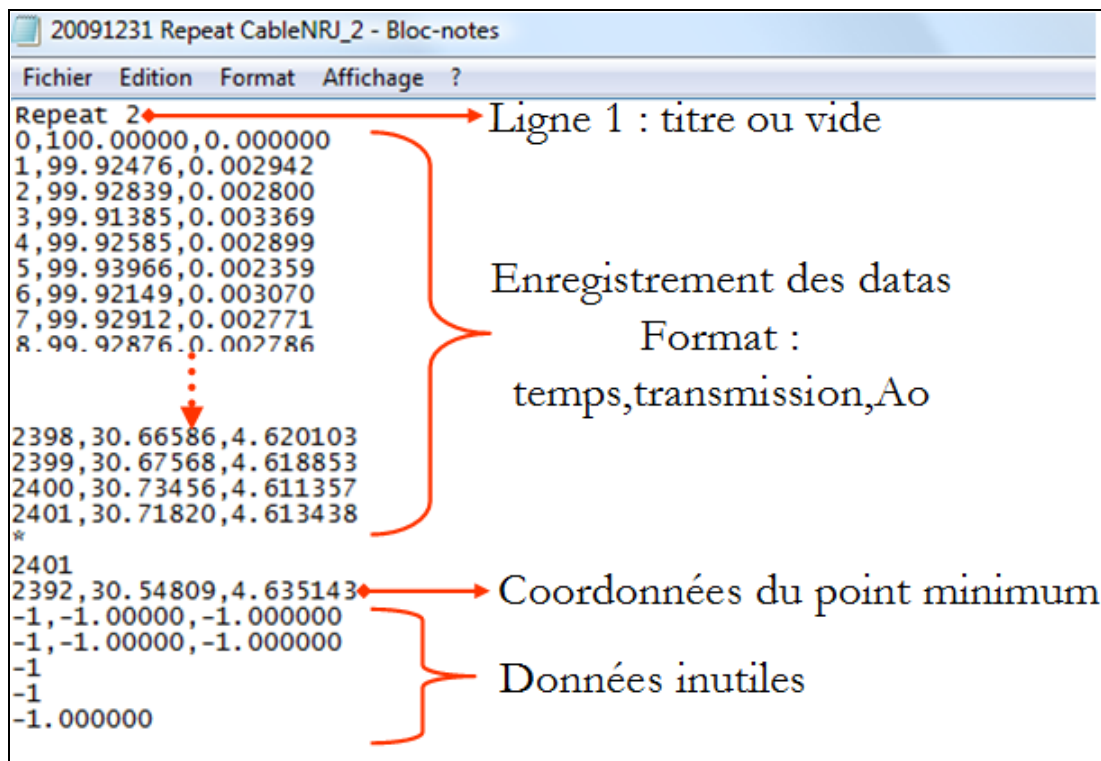 20091231 Repeat CableNRJ_2 - Bloc-notes
Fichier Edition Format Affichage ?
Repeat 2
Ligne 1 : titre ou vide
0,100.00000,0.000000
1,99.92476,0.002942
2,99.92839,0.002800
3,99.91385,0.003369
4,99.92585,0.002899
5,99.93966,0.002359
6,99.92149,0.003070
7,99.92912,0.002771
8,99.92876,0.002786
Enregistrement des datas
Format :
temps,transmission,Ao
2398,30.66586,4.620103
2399,30.67568,4.618853
2400,30.73456,4.611357
2401,30.71820,4.613438
*
2401
2392,30.54809,4.635143
Coordonnées du point minimum
-1,-1.00000,-1.000000
-1,-1.00000,-1.000000
-1
-1
-1.000000
Données inutiles